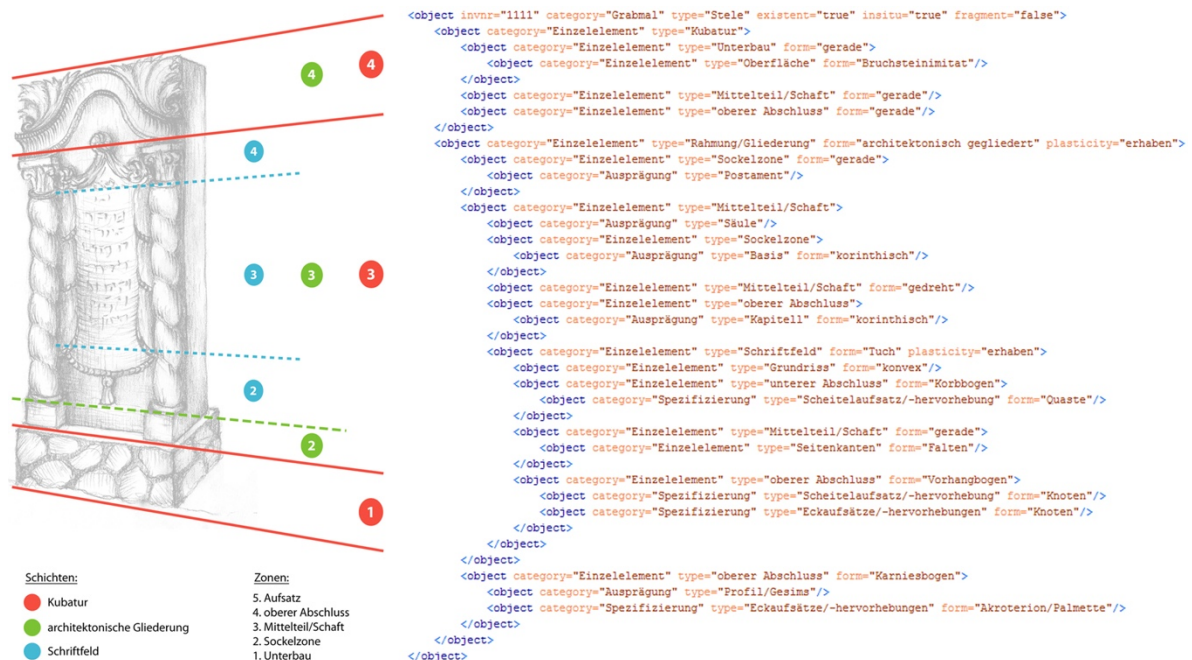 4
4
4
3
3
3
2
2
1
Schichten:
Kubatur
architektonische Gliederung
Schriftfeld
Zonen:
5. Aufsatz
4. oberer Abschluss
3. Mittelteil/Schaft
2. Sockelzone
1. Unterbau
<object invnr="1111" category="Grabmal" type="Stele" existent="true" insitu="true" fragment="false">
<object category="Einzelelement" type="Kubatur">
<object category="Einzelelement" type="Unterbau" form="gerade">
<object category="Einzelelement" type="Oberfläche" form="Bruchsteinimitat"/>
</object>
<object category="Einzelelement" type="Mittelteil/Schaft" form="gerade"/>
<object category="Einzelelement" type="oberer Abschluss" form="gerade"/>
</object>
<object category="Einzelelement" type="Rahmung/Gliederung" form="architektonisch gegliedert" plasticity="erhaben">
<object category="Einzelelement" type="Sockelzone" form="gerade">
<object category="Ausprägung" type="Postament"/>
</object>
<object category="Einzelelement" type="Mittelteil/Schaft">
<object category="Ausprägung" type="Säule"/>
<object category="Einzelelement" type="Sockelzone">
<object category="Ausprägung" type="Basis" form="korinthisch"/>
</object>
<object category="Einzelelement" type="Mittelteil/Schaft" form="gedreht"/>
<object category="Einzelelement" type="oberer Abschluss">
<object category="Ausprägung" type="Kapitell" form="korinthisch"/>
</object>
<object category="Einzelelement" type="Schriftfeld" form="Tuch" plasticity="erhaben">
<object category="Einzelelement" type="Grundriss" form="konvex"/>
<object category="Einzelelement" type="unterer Abschluss" form="Korbbogen">
<object category="Spezifizierung" type="Scheitelaufsatz/-hervorhebung" form="Quaste"/>
</object>
<object category="Einzelelement" type="Mittelteil/Schaft" form="gerade">
<object category="Einzelelement" type="Seitenkanten" form="Falten"/>
</object>
<object category="Einzelelement" type="oberer Abschluss" form="Vorhangbogen">
<object category="Spezifizierung" type="Scheitelaufsatz/-hervorhebung" form="Knoten"/>
<object category="Spezifizierung" type="Eckaufsätze/-hervorhebungen" form="Knoten"/>
</object>
</object>
</object>
<object category="Einzelelement" type="oberer Abschluss" form="Karniesbogen">
<object category="Ausprägung" type="Profil/Gesims"/>
<object category="Spezifizierung" type="Eckaufsätze/-hervorhebungen" form="Akroterion/Palmette"/>
</object>
</object>
</object>